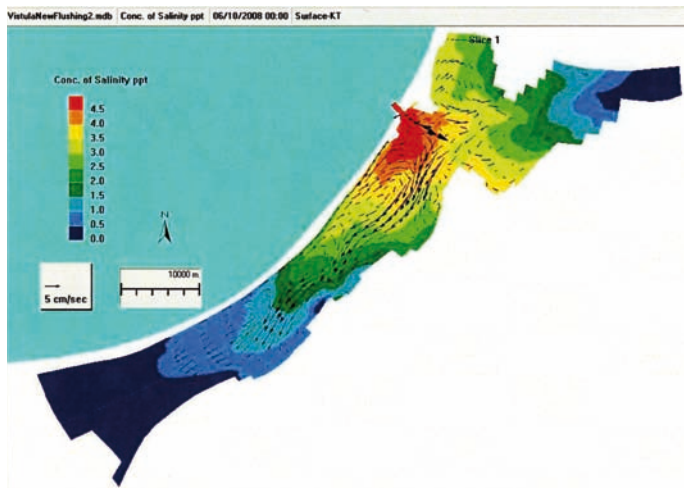 VistulaNewFlushing2.mdb Conc. of Salinity ppt 06/10/2008 00:00 Surface-KT
Slice 1
Conc. of Salinity ppt
4.5
4.0
3.5
3.0
2.5
2.0
1.5
1.0
0.5
0.0
N
10000 m
5 cm/sec